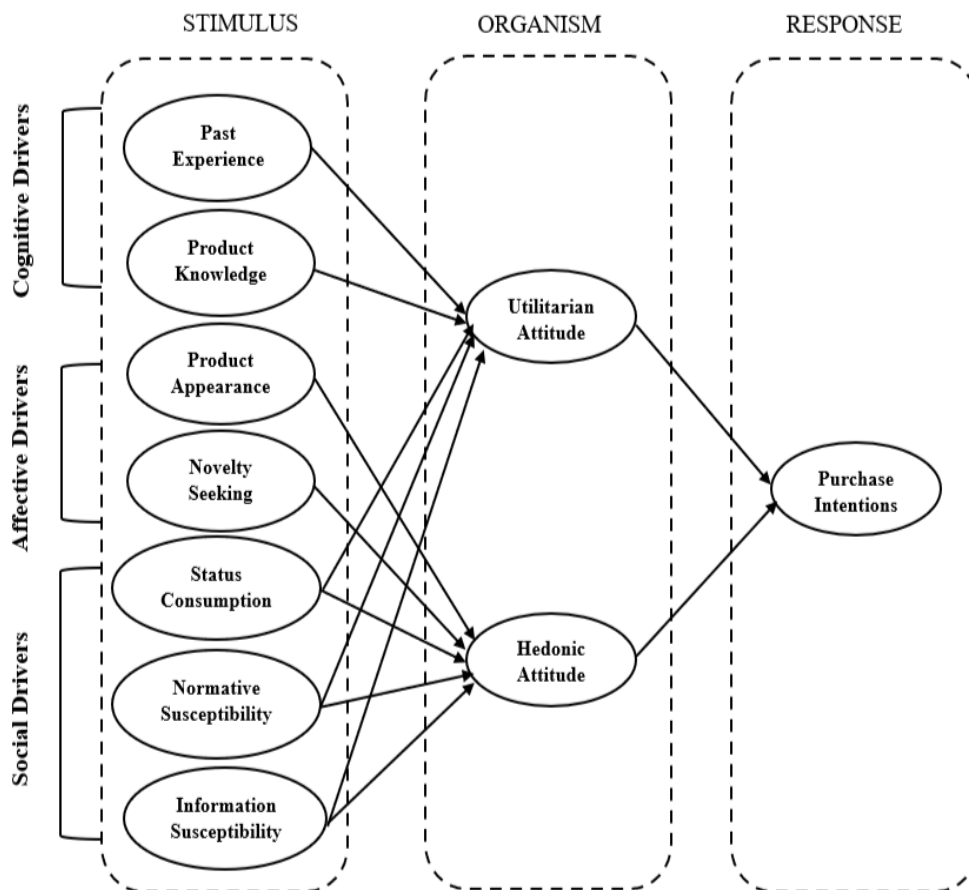 STIMULUS
ORGANISM
RESPONSE
Cognitive Drivers
Past
Experience
Product
Knowledge
Affective Drivers
Product
Appearance
Novelty
Seeking
Social Drivers
Status
Consumption
Normative
Susceptibility
Information
Susceptibility
Utilitarian
Attitude
Hedonic
Attitude
Purchase
Intentions